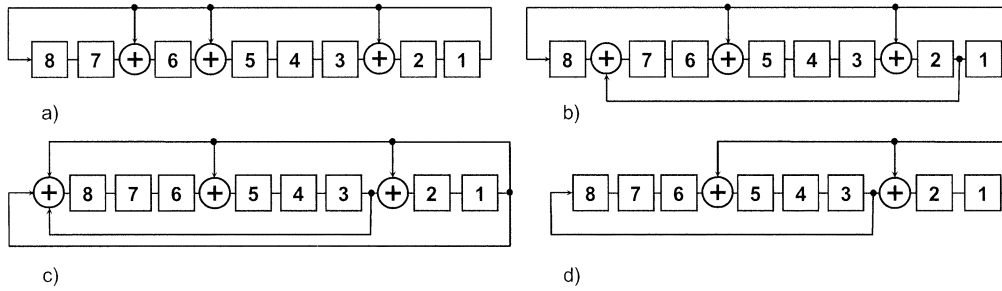 8 7 + 6 + 5 4 3 + 2 1
a)
8 + 7 6 + 5 4 3 + 2 1
b)
+ 8 7 6 + 5 4 3 + 2 1
c)
8 7 6 + 5 4 3 + 2 1
d)